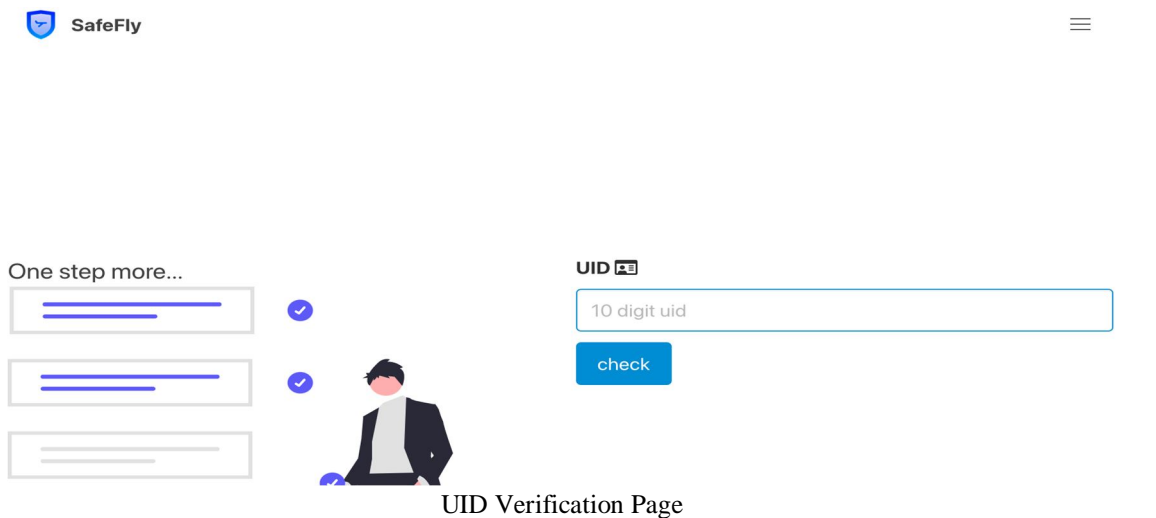 SafeFly
One step more...
UID
10 digit uid
check
UID Verification Page